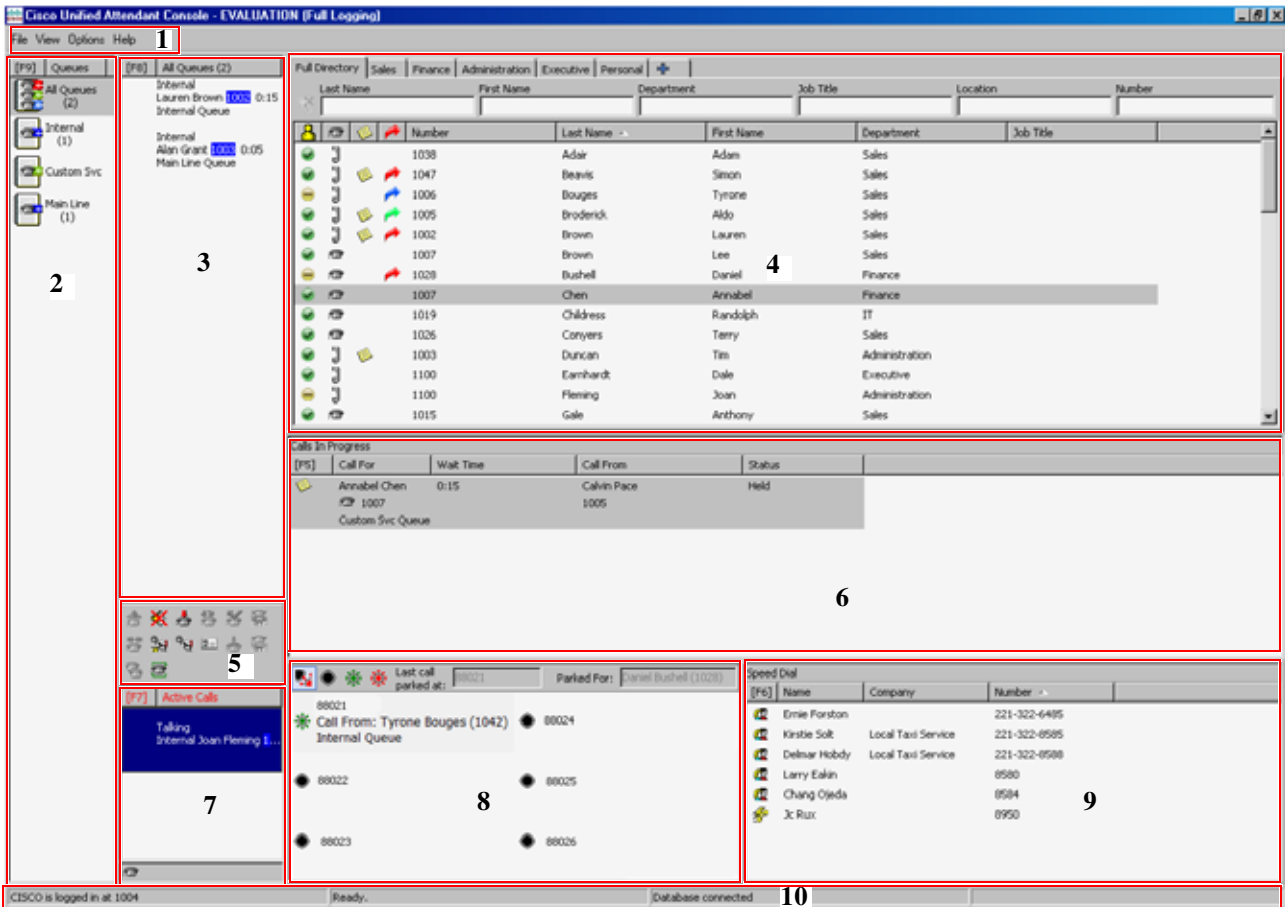 Cisco Unified Attendant Console - EVALUATION (Full Logging)
File View Options Help 1
[F9] Queues
All Queues
(2)
Internal
(1)
Custom Svc
Main Line
(1)
2
[F8] All Queues (2)
Internal
Lauren Brown 1002 0:15
Internal Queue
Internal
Alan Grant 1003 0:05
Main Line Queue
3
Full Directory Sales Finance Administration Executive Personal
Last Name First Name Department Job Title Location Number
Number Last Name First Name Department Job Title
1038 Adair Adam Sales
1047 Beavis Simon Sales
1006 Bouges Tyrone Sales
1005 Broderick Aldo Sales
1002 Brown Lauren Sales
1007 Brown Lee Sales
4
1028 Bushell Daniel Finance
1007 Chen Annabel Finance
1019 Childress Randolph IT
1026 Conyers Terry Sales
1003 Duncan Tim Administration
1100 Earnhardt Dale Executive
1100 Fleming Joan Administration
1015 Gale Anthony Sales
5
Calls In Progress
[F5] Call For Wait Time Call From Status
Annabel Chen 0:15 Calvin Pace Held
1007 1005
Custom Svc Queue
6
[F7] Active Calls
Talking
Internal Joan Fleming 1...
7
Last call
parked at: 88021 Parked For: Daniel Bushell (1028)
88021
Call From: Tyrone Bouges (1042) 88024
Internal Queue
88022 88025
8
88023 88026
Speed Dial
[F6] Name Company Number
Ernie Forston 221-322-6485
Kirstie Solt Local Taxi Service 221-322-8585
Delmar Hobdy Local Taxi Service 221-322-8588
Larry Eakin 8580
Chang Ojeda 8584
9
Jc Rux 8950
CISCO is logged in at 1004 Ready. Database connected 10